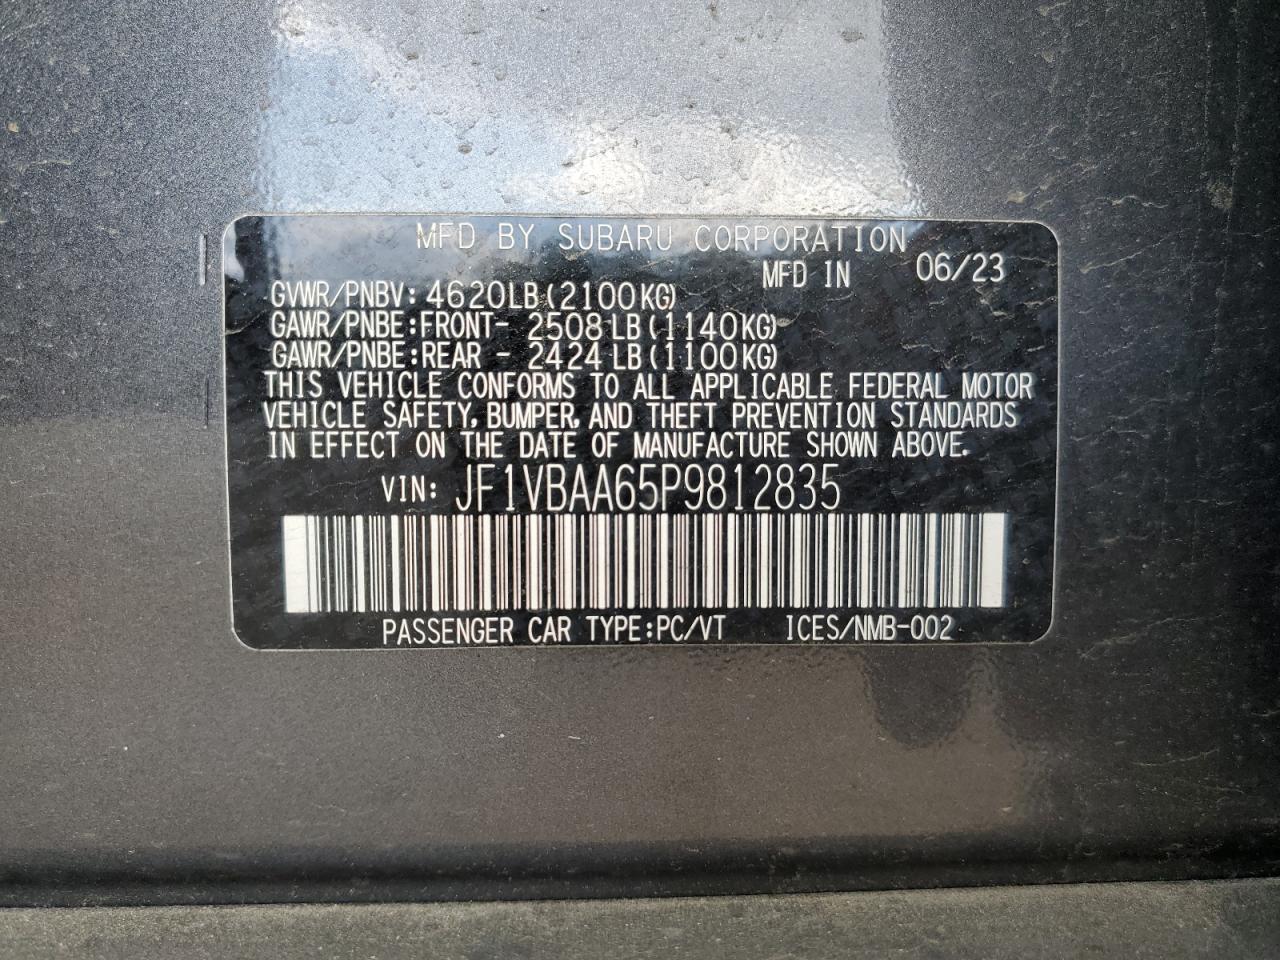 MFD BY SUBARU CORPORATION
MFD IN 06/23
GVWR/PNBV: 4620LB (2100KG)
GAWR/PNBE:FRONT- 2508 LB (1140KG)
GAWR/PNBE:REAR - 2424 LB (1100KG)
THIS VEHICLE CONFORMS TO ALL APPLICABLE FEDERAL MOTOR
VEHICLE SAFETY, BUMPER, AND THEFT PREVENTION STANDARDS
IN EFFECT ON THE DATE OF MANUFACTURE SHOWN ABOVE.
VIN: JF1VBAA65P9812835
PASSENGER CAR TYPE:PC/VT ICES/NMB-002